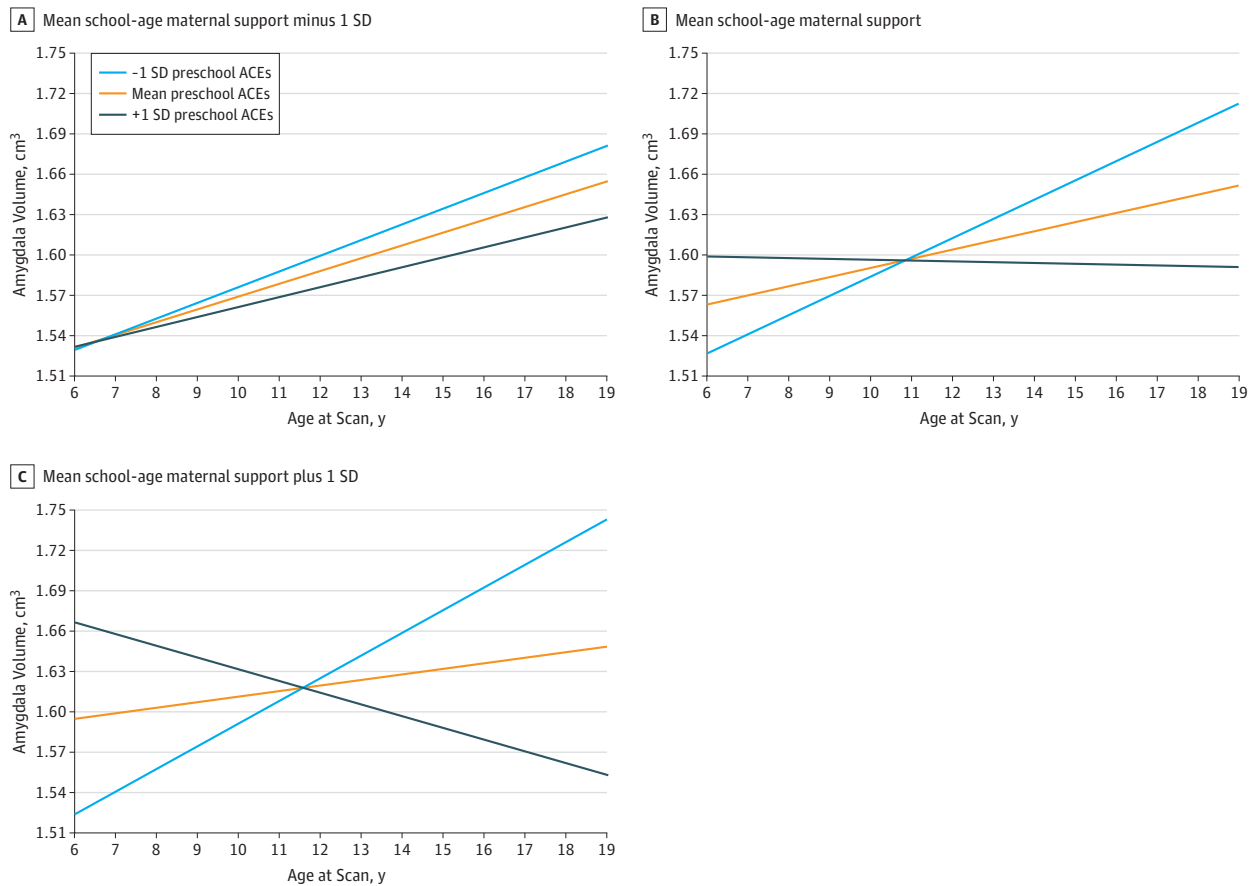 A Mean school-age maternal support minus 1 SD
1.75
1.72
1.69
1.66
1.63
1.60
1.57
1.54
1.51
Amygdala Volume, cm³
-1 SD preschool ACEs
Mean preschool ACEs
+1 SD preschool ACEs
6 7 8 9 10 11 12 13 14 15 16 17 18 19
Age at Scan, y
B Mean school-age maternal support
1.75
1.72
1.69
1.66
1.63
1.60
1.57
1.54
1.51
Amygdala Volume, cm³
6 7 8 9 10 11 12 13 14 15 16 17 18 19
Age at Scan, y
C Mean school-age maternal support plus 1 SD
1.75
1.72
1.69
1.66
1.63
1.60
1.57
1.54
1.51
Amygdala Volume, cm³
6 7 8 9 10 11 12 13 14 15 16 17 18 19
Age at Scan, y